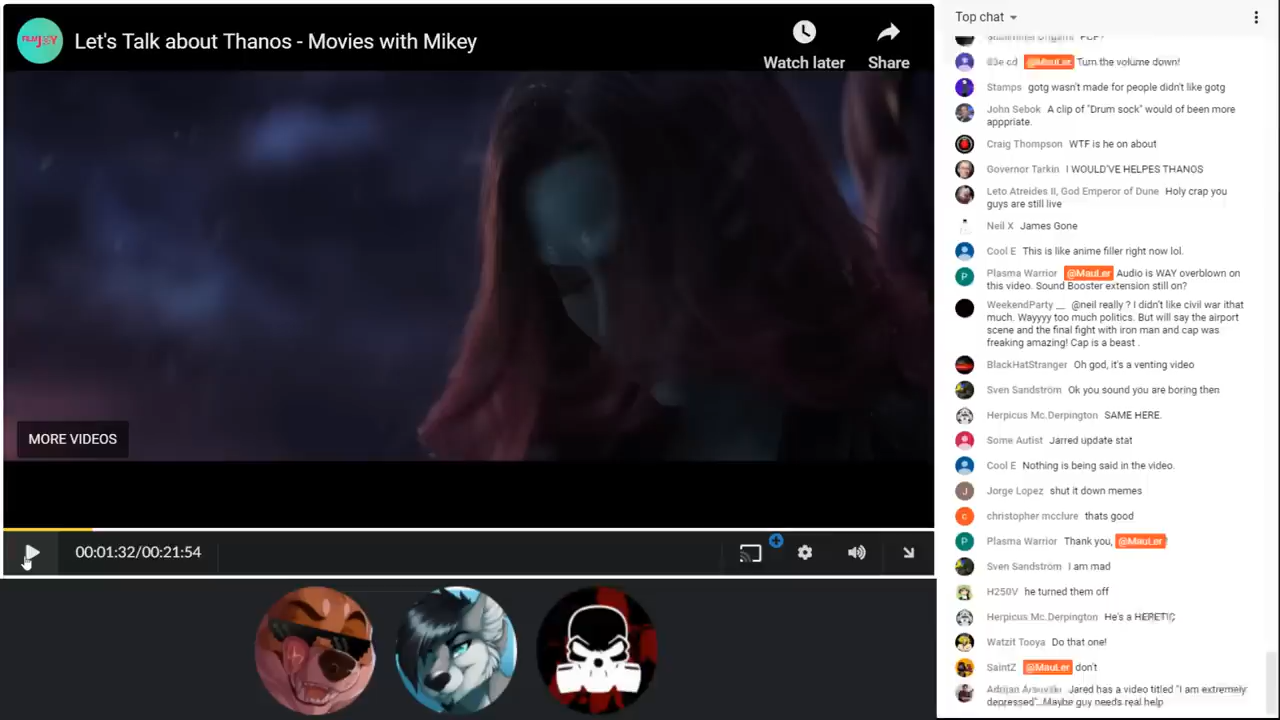 FILM JOY
Let's Talk about Thanos - Movies with Mikey
Watch later
Share
MORE VIDEOS
00:01:32/00:21:54
Top chat
@MauLer Turn the volume down!
Stamps gotg wasn't made for people didn't like gotg
John Sebok A clip of "Drum sock" would of been more
apppriate.
Craig Thompson WTF is he on about
Governor Tarkin I WOULD'VE HELPES THANOS
Leto Atreides II, God Emperor of Dune Holy crap you
guys are still live
Neil X James Gone
Cool E This is like anime filler right now lol.
P
Plasma Warrior @MauLer Audio is WAY overblown on
this video. Sound Booster extension still on?
WeekendParty __ @neil really ? I didn't like civil war ithat
much. Wayyyy too much politics. But will say the airport
scene and the final fight with iron man and cap was
freaking amazing! Cap is a beast .
BlackHatStranger Oh god, it's a venting video
Sven Sandström Ok you sound you are boring then
Herpicus Mc.Derpington SAME HERE.
Some Autist Jarred update stat
Cool E Nothing is being said in the video.
J
Jorge Lopez shut it down memes
c
christopher mcclure thats good
P
Plasma Warrior Thank you, @MauLer
Sven Sandström I am mad
H250V he turned them off
Herpicus Mc.Derpington He's a HERETIC
Watzit Tooya Do that one!
SaintZ @MauLer don't
Jared has a video titled "I am extremely
depressed". Maybe guy needs real help